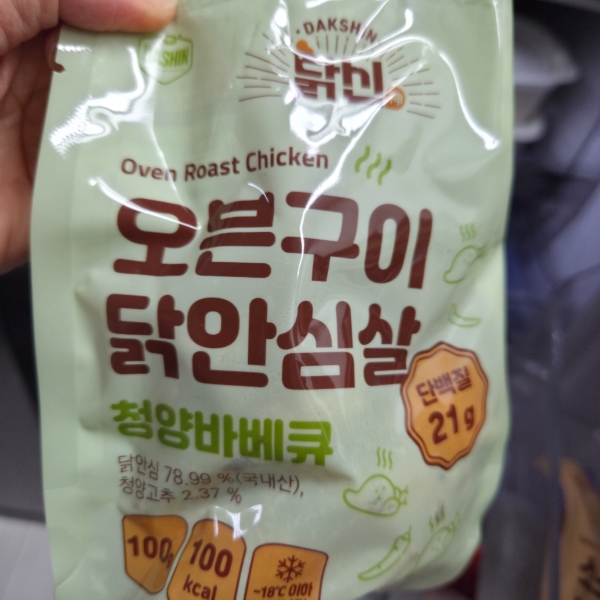 DAKSHIN
닭신
SHIN
Oven Roast Chicken
오븐구이
닭안심살
단백질
21g
청양바베큐
닭안심 78.99 %(국내산),
청양고추 2.37 %
100g
100
kcal
-18℃ 이하